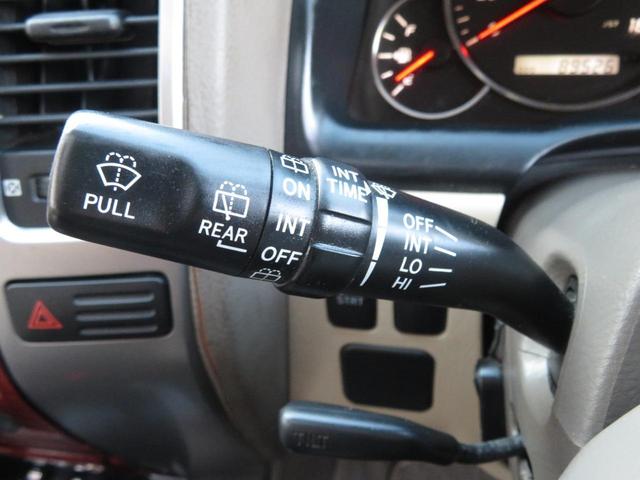 PULL
REAR
ON
INT
OFF
INT
TIME
OFF
INT
LO
HI
89526
TILT